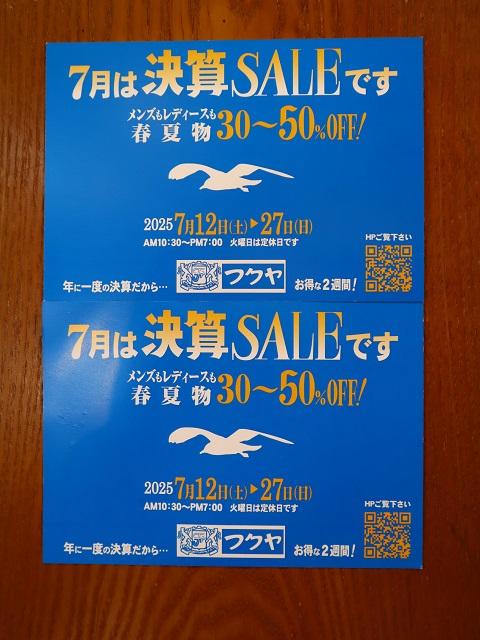 7月は決算SALEです
メンズもレディースも
春夏物 30～50%OFF!
2025 7月12日(土)▶27日(日)
AM10:30～PM7:00 火曜日は定休日です
HPご覧下さい
年に一度の決算だから… フクヤ お得な2週間!
7月は決算SALEです
メンズもレディースも
春夏物 30～50%OFF!
2025 7月12日(土)▶27日(日)
AM10:30～PM7:00 火曜日は定休日です
HPご覧下さい
年に一度の決算だから… フクヤ お得な2週間!